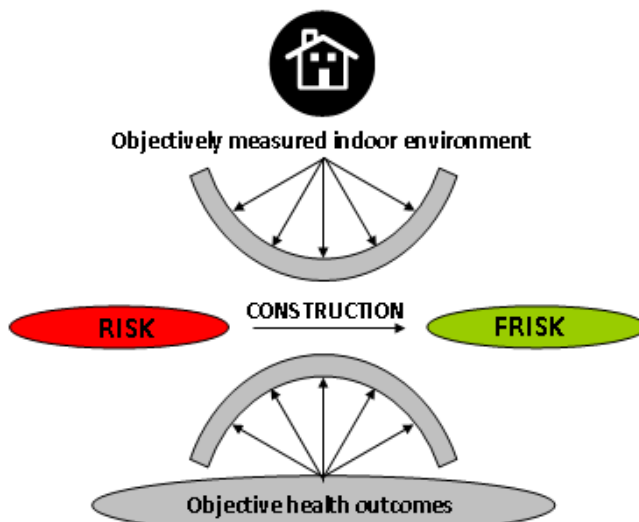 Objectively measured indoor environment
CONSTRUCTION
RISK
FRISK
Objective health outcomes